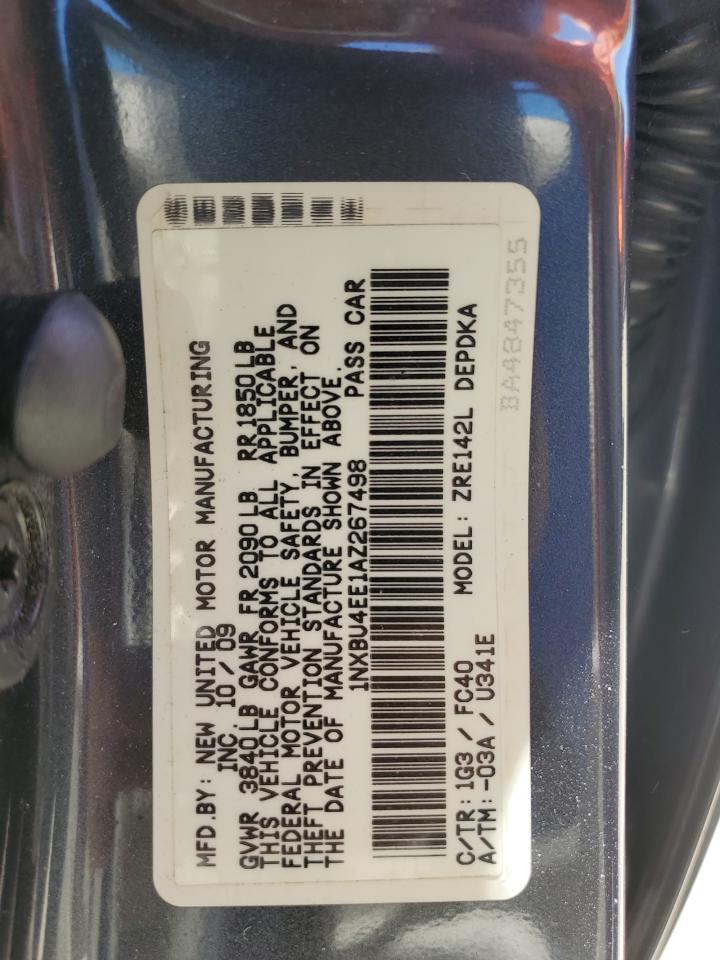 MFD.BY: NEW UNITED MOTOR MANUFACTURING
INC. 10 / 09
GVWR 3840LB GAWR FR 2090LB RR1850LB
THIS VEHICLE CONFORMS TO ALL APPLICABLE
FEDERAL MOTOR VEHICLE SAFETY, BUMPER, AND
THEFT PREVENTION STANDARDS IN EFFECT ON
THE DATE OF MANUFACTURE SHOWN ABOVE.
1NXBU4EE1AZ267498 PASS CAR
C/TR:1G3 / FC40 MODEL: ZRE142L DEPDKA
A/TM:-03A / U341E
BA4847355